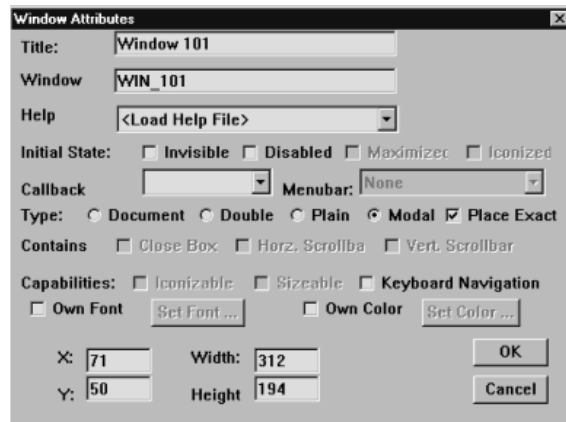 Window Attributes
Title: Window 101
Window WIN_101
Help <Load Help File>
Initial State: Invisible Disabled Maximizec Iconized
Callback Menubar: None
Type: Document Double Plain Modal Place Exact
Contains Close Box Horz. Scrollba Vert. Scrollbar
Capabilities: Iconizable Sizeable Keyboard Navigation
Own Font Set Font ... Own Color Set Color ...
X: 71 Width: 312 OK
Y: 50 Height 194 Cancel